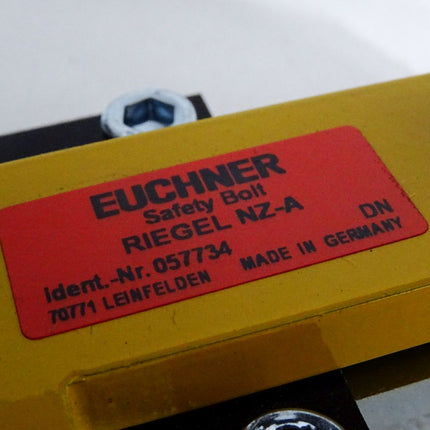 EUCHNER
Safety Bolt
RIEGEL NZ-A
DN
Ident.-Nr. 057734
70771 LEINFELDEN MADE IN GERMANY